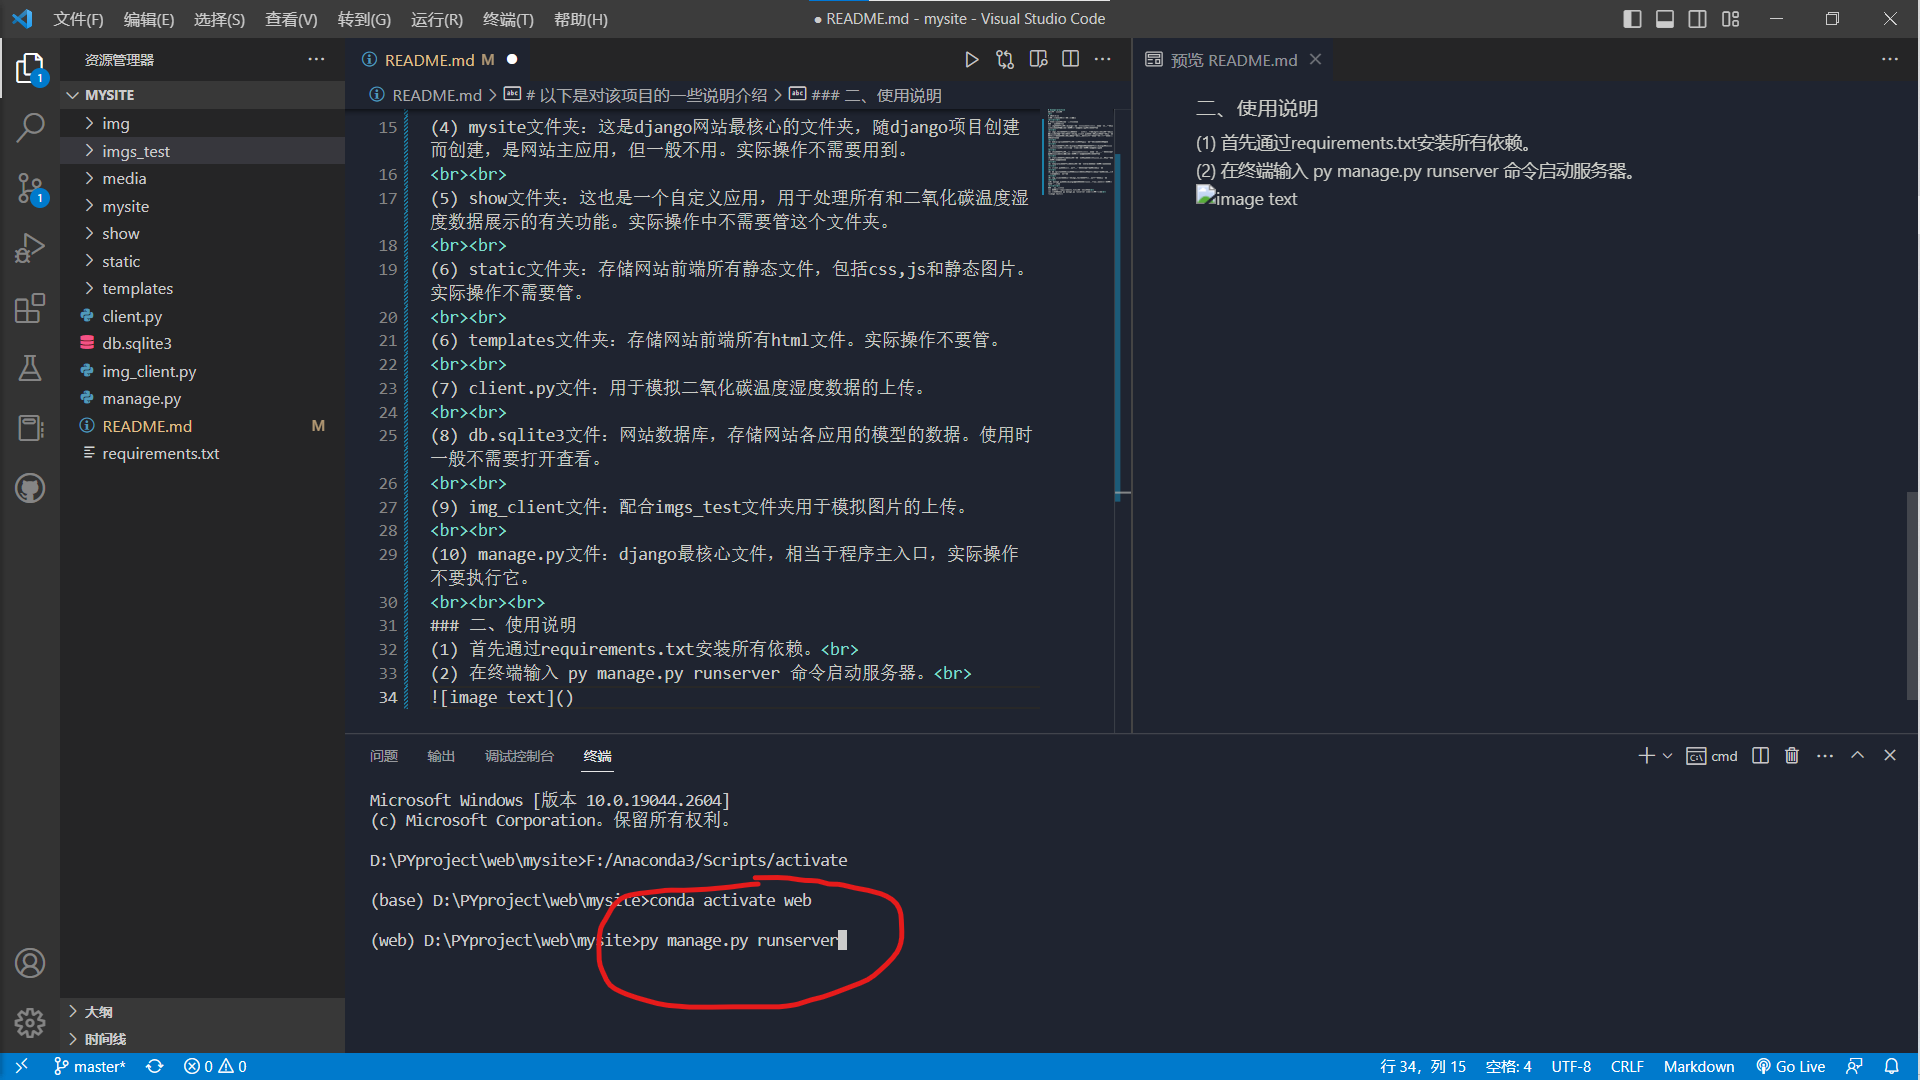 文件(F) 编辑(E) 选择(S) 查看(V) 转到(G) 运行(R) 终端(T) 帮助(H) ● README.md - mysite - Visual Studio Code
资源管理器
MYSITE
img
imgs_test
media
mysite
show
static
templates
client.py
db.sqlite3
img_client.py
manage.py
README.md M
requirements.txt
大纲
时间线
README.md M
README.md > # 以下是对该项目的一些说明介绍 > ### 二、使用说明
15 (4) mysite文件夹：这是django网站最核心的文件夹，随django项目创建
而创建，是网站主应用，但一般不用。实际操作不需要用到。
16 <br><br>
17 (5) show文件夹：这也是一个自定义应用，用于处理所有和二氧化碳温度湿
度数据展示的有关功能。实际操作中不需要管这个文件夹。
18 <br><br>
19 (6) static文件夹：存储网站前端所有静态文件，包括css,js和静态图片。
实际操作不需要管。
20 <br><br>
21 (6) templates文件夹：存储网站前端所有html文件。实际操作不要管。
22 <br><br>
23 (7) client.py文件：用于模拟二氧化碳温度湿度数据的上传。
24 <br><br>
25 (8) db.sqlite3文件：网站数据库，存储网站各应用的模型的数据。使用时
一般不需要打开查看。
26 <br><br>
27 (9) img_client文件：配合imgs_test文件夹用于模拟图片的上传。
28 <br><br>
29 (10) manage.py文件：django最核心文件，相当于程序主入口，实际操作
不要执行它。
30 <br><br><br>
31 ### 二、使用说明
32 (1) 首先通过requirements.txt安装所有依赖。<br>
33 (2) 在终端输入 py manage.py runserver 命令启动服务器。<br>
34 ![image text]()
预览 README.md
二、使用说明
(1) 首先通过requirements.txt安装所有依赖。
(2) 在终端输入 py manage.py runserver 命令启动服务器。
image text
问题 输出 调试控制台 终端 cmd
Microsoft Windows [版本 10.0.19044.2604]
(c) Microsoft Corporation。保留所有权利。
D:\PYproject\web\mysite>F:/Anaconda3/Scripts/activate
(base) D:\PYproject\web\mysite>conda activate web
(web) D:\PYproject\web\mysite>py manage.py runserver
master* 0 0 行 34，列 15 空格: 4 UTF-8 CRLF Markdown Go Live